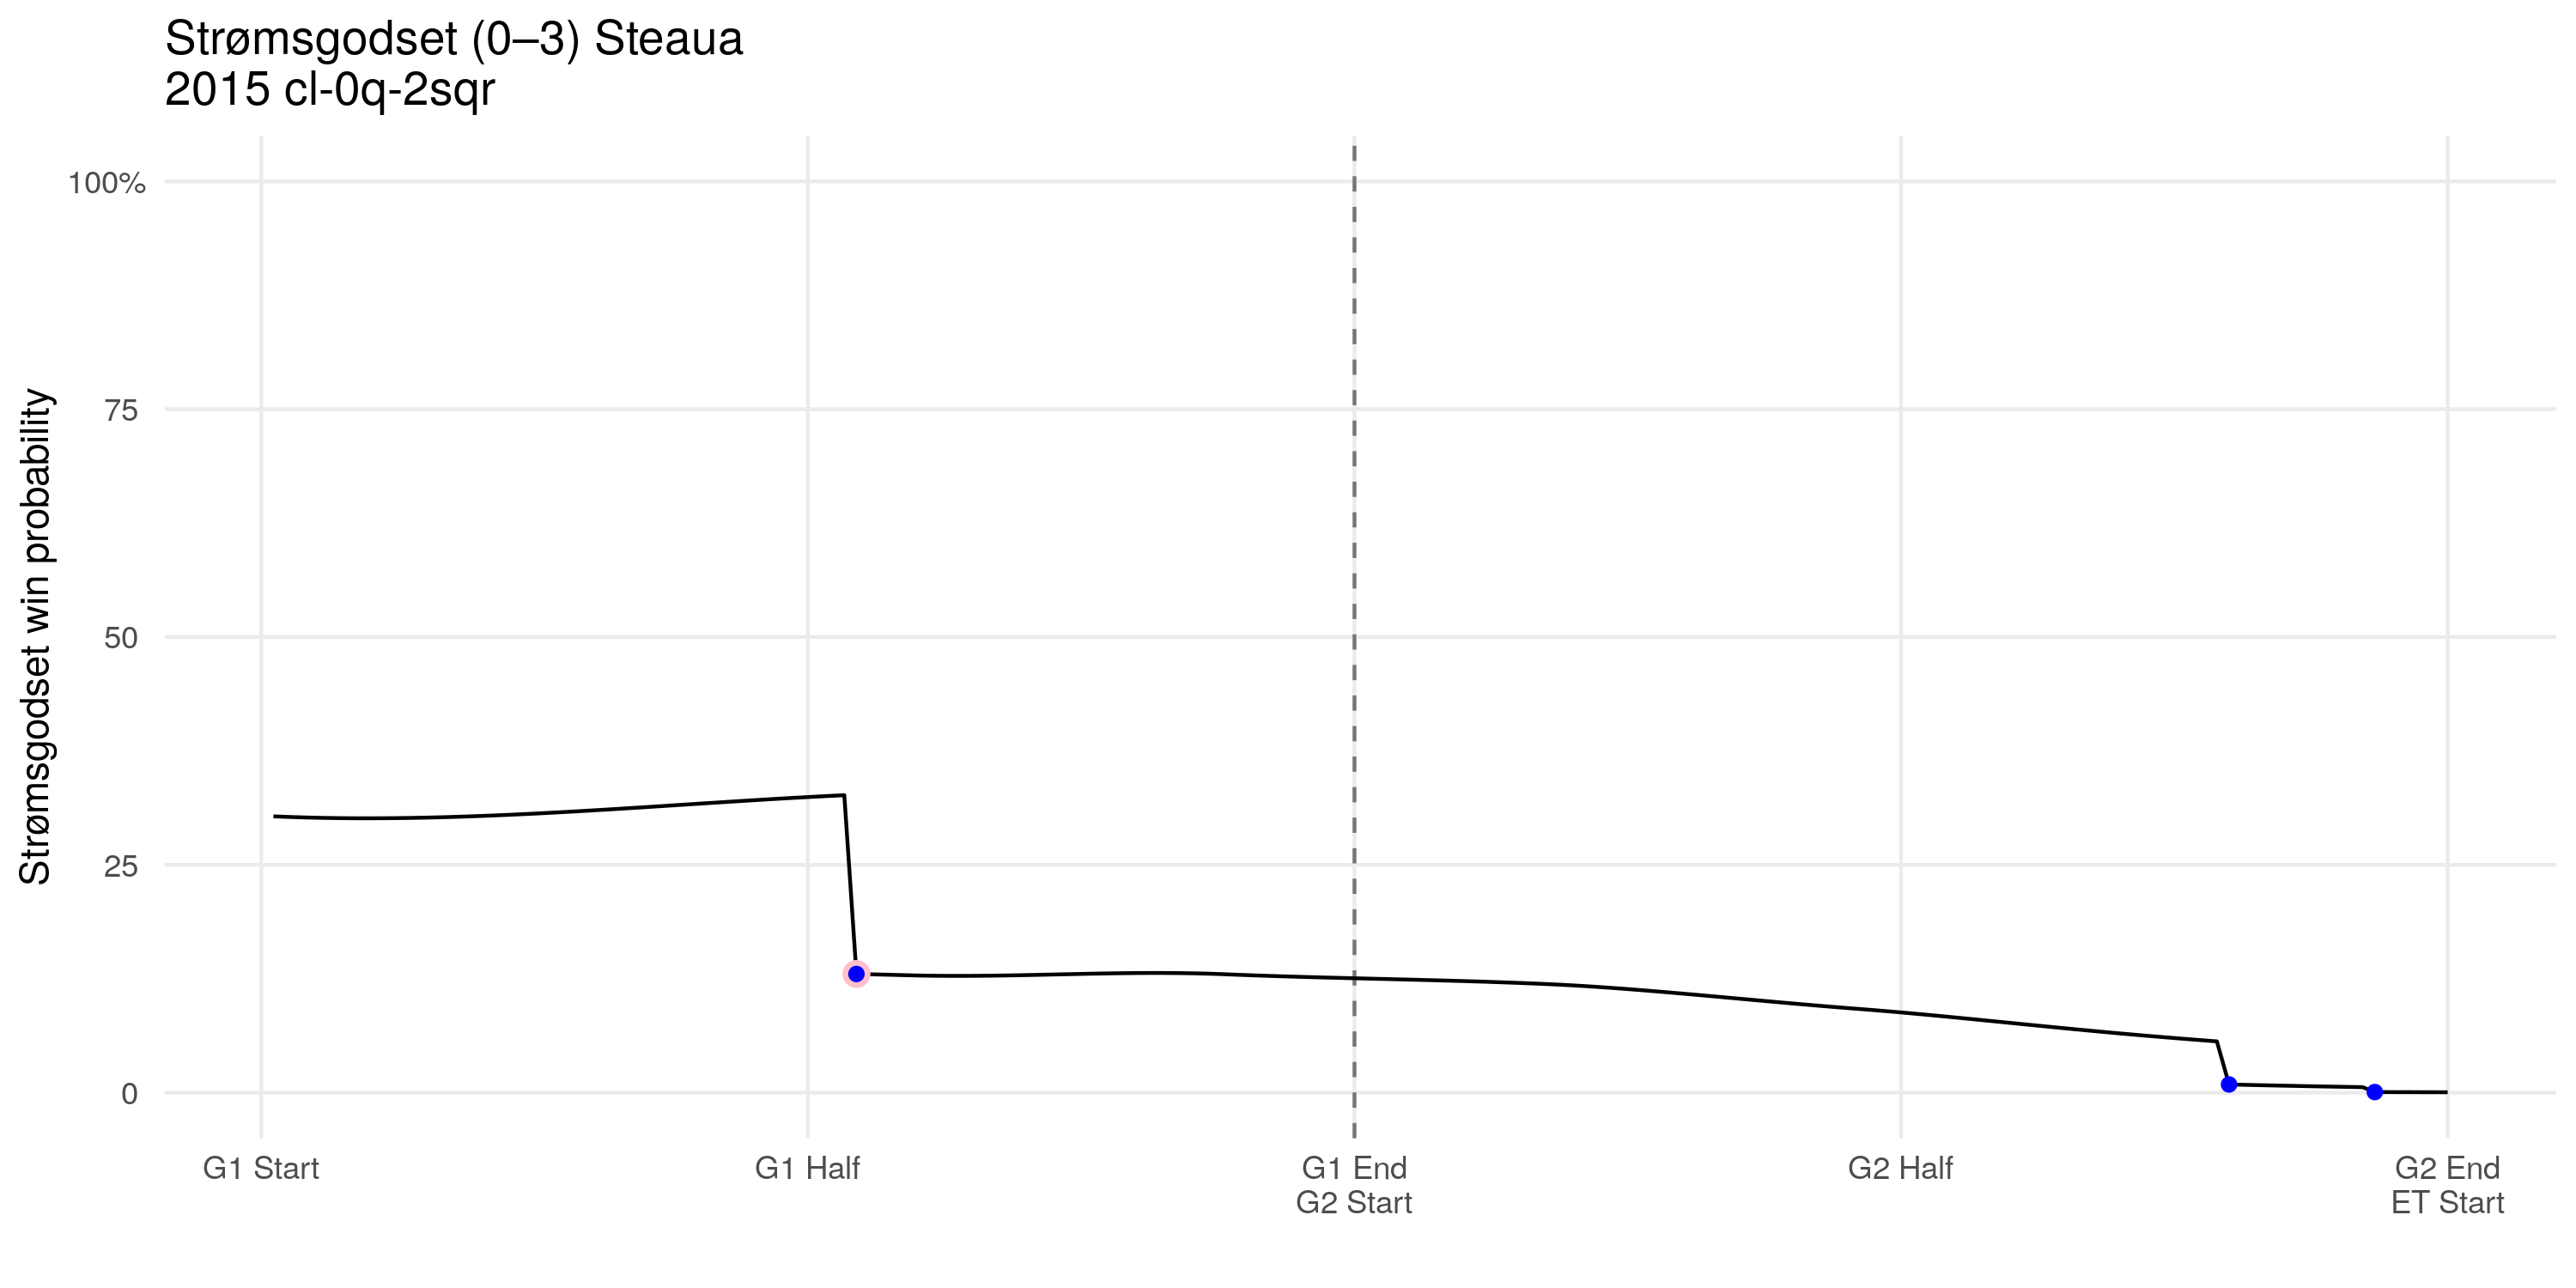 Strømsgodset (0–3) Steaua
2015 cl-0q-2sqr
Strømsgodset win probability
100%
75
50
25
0
G1 Start
G1 Half
G1 End
G2 Start
G2 Half
G2 End
ET Start